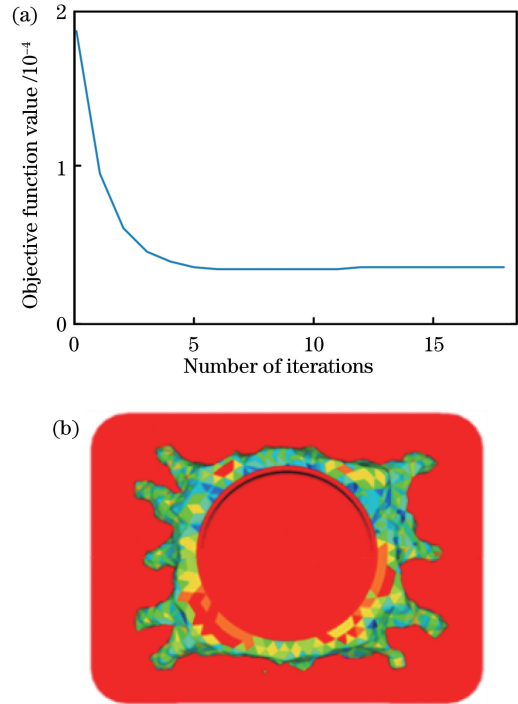 (a)
2
1
0
Objective function value /10⁻⁴
0 5 10 15
Number of iterations
(b)